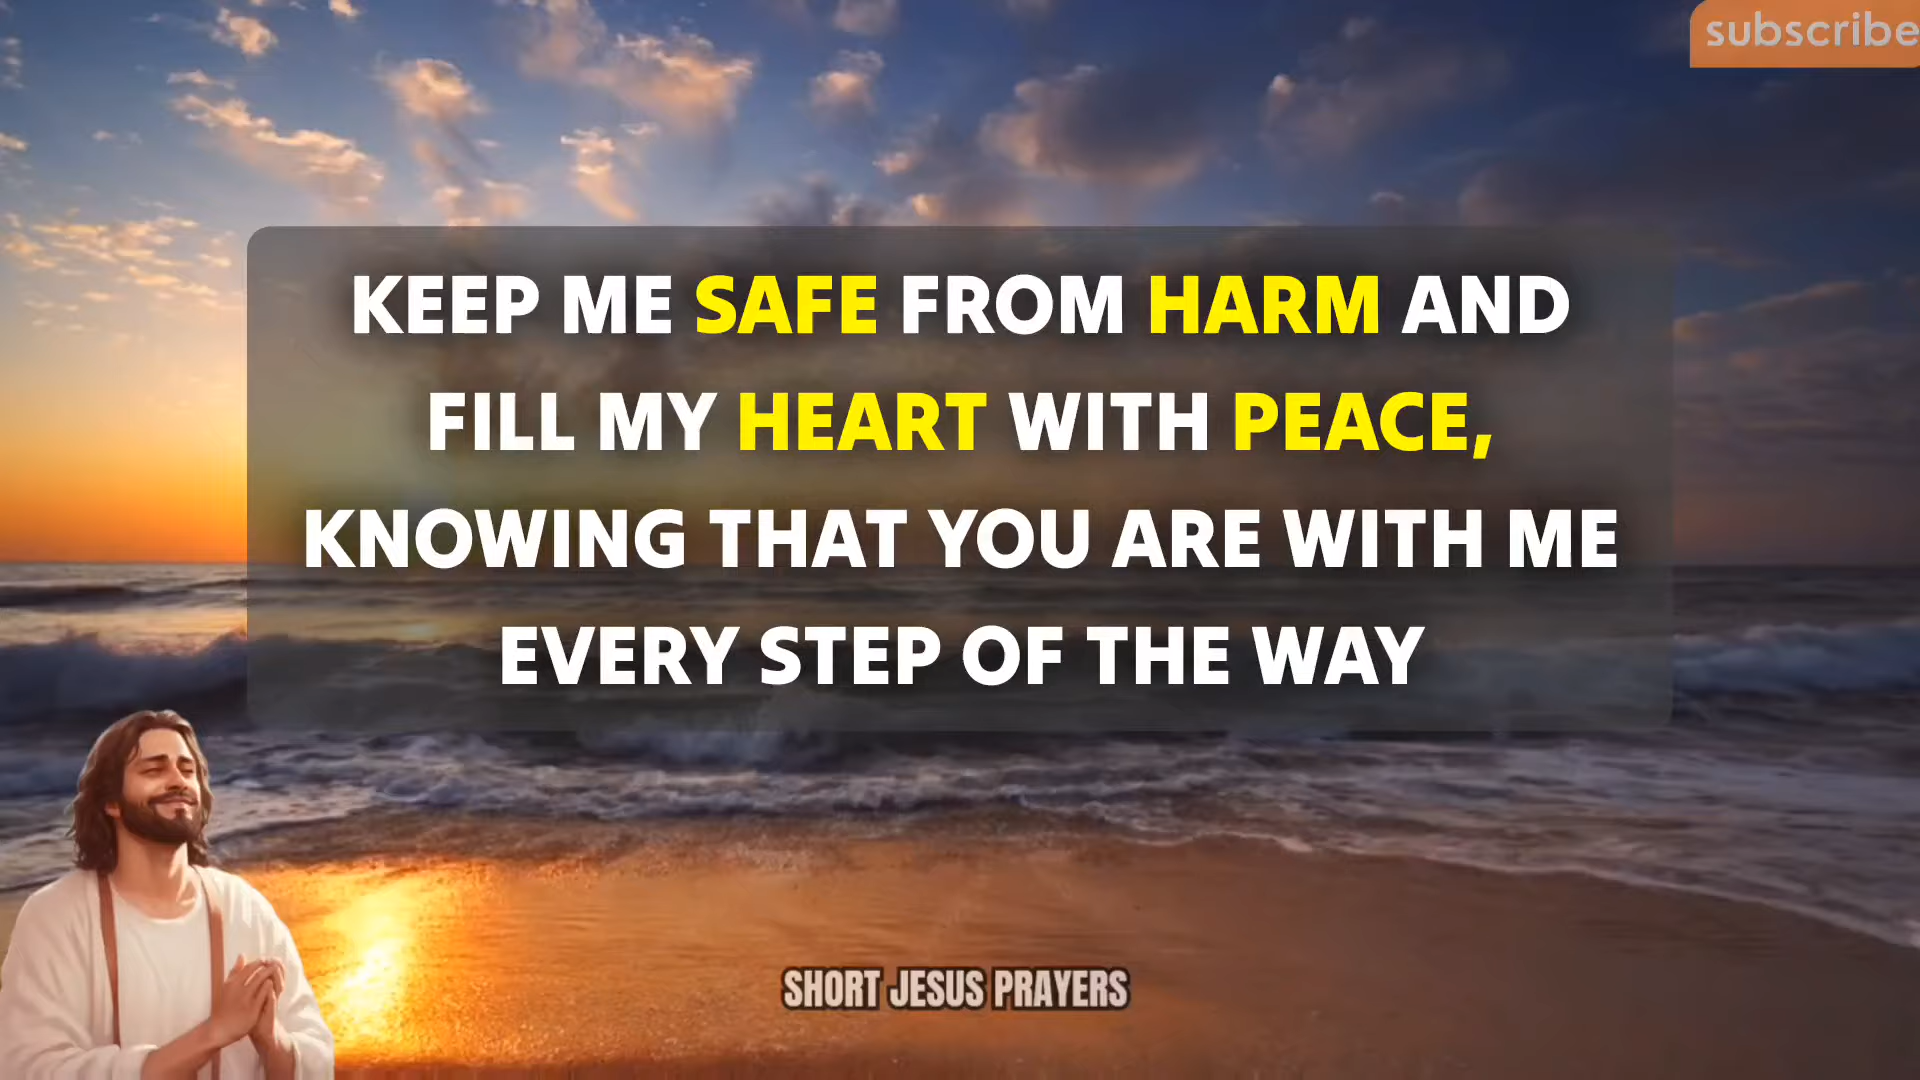 subscribe
KEEP ME SAFE FROM HARM AND
FILL MY HEART WITH PEACE,
KNOWING THAT YOU ARE WITH ME
EVERY STEP OF THE WAY
SHORT JESUS PRAYERS